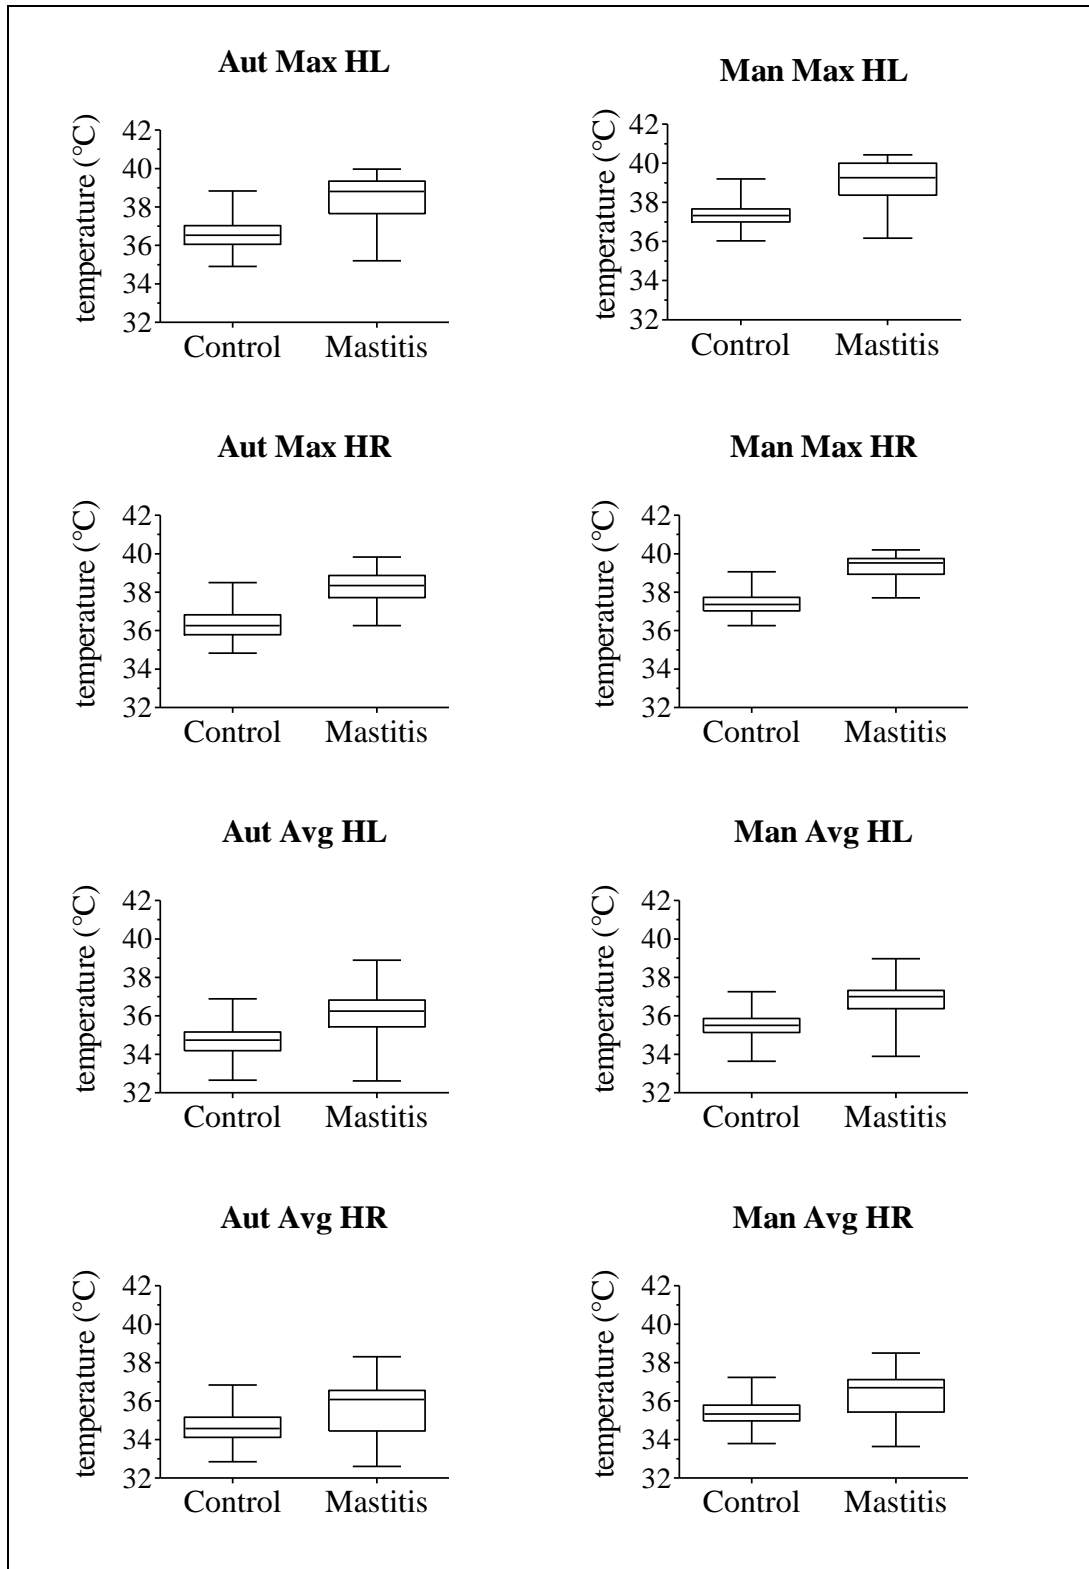 Aut Max HL
temperature (°C)
42
40
38
36
34
32
Control Mastitis
Man Max HL
temperature (°C)
42
40
38
36
34
32
Control Mastitis
Aut Max HR
temperature (°C)
42
40
38
36
34
32
Control Mastitis
Man Max HR
temperature (°C)
42
40
38
36
34
32
Control Mastitis
Aut Avg HL
temperature (°C)
42
40
38
36
34
32
Control Mastitis
Man Avg HL
temperature (°C)
42
40
38
36
34
32
Control Mastitis
Aut Avg HR
temperature (°C)
42
40
38
36
34
32
Control Mastitis
Man Avg HR
temperature (°C)
42
40
38
36
34
32
Control Mastitis